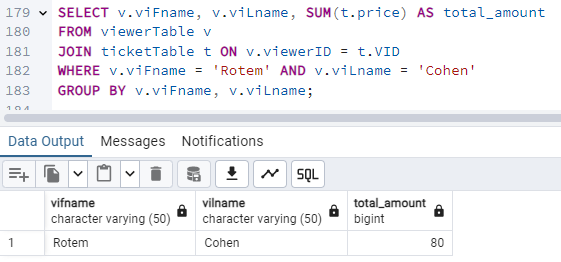 179 SELECT v.viFname, v.viLname, SUM(t.price) AS total_amount
180 FROM viewerTable v
181 JOIN ticketTable t ON v.viewerID = t.VID
182 WHERE v.viFname = 'Rotem' AND v.viLname = 'Cohen'
183 GROUP BY v.viFname, v.viLname;
184
Data Output Messages Notifications
SQL
vifname vilname total_amount
character varying (50) character varying (50) bigint
1 Rotem Cohen 80